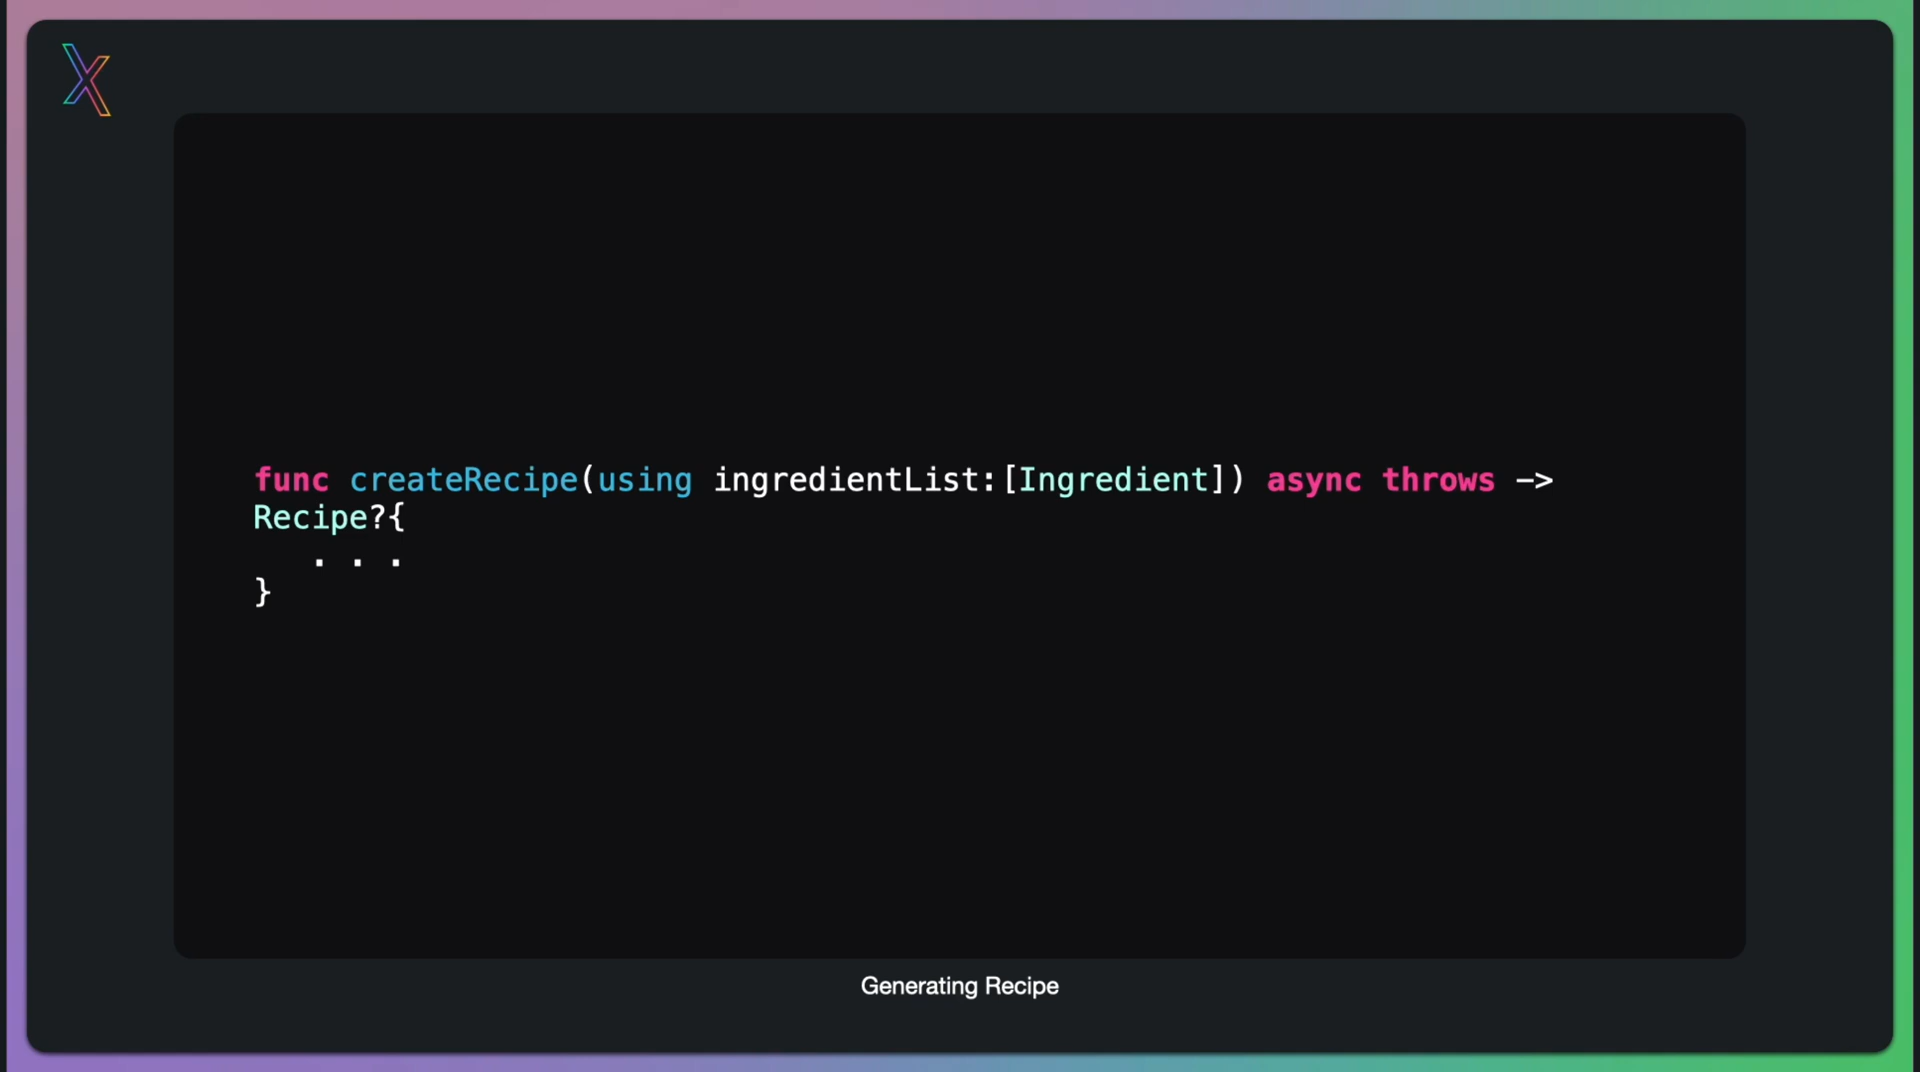 X
func createRecipe(using ingredientList:[Ingredient]) async throws ->
Recipe?{
   . . .
}
Generating Recipe